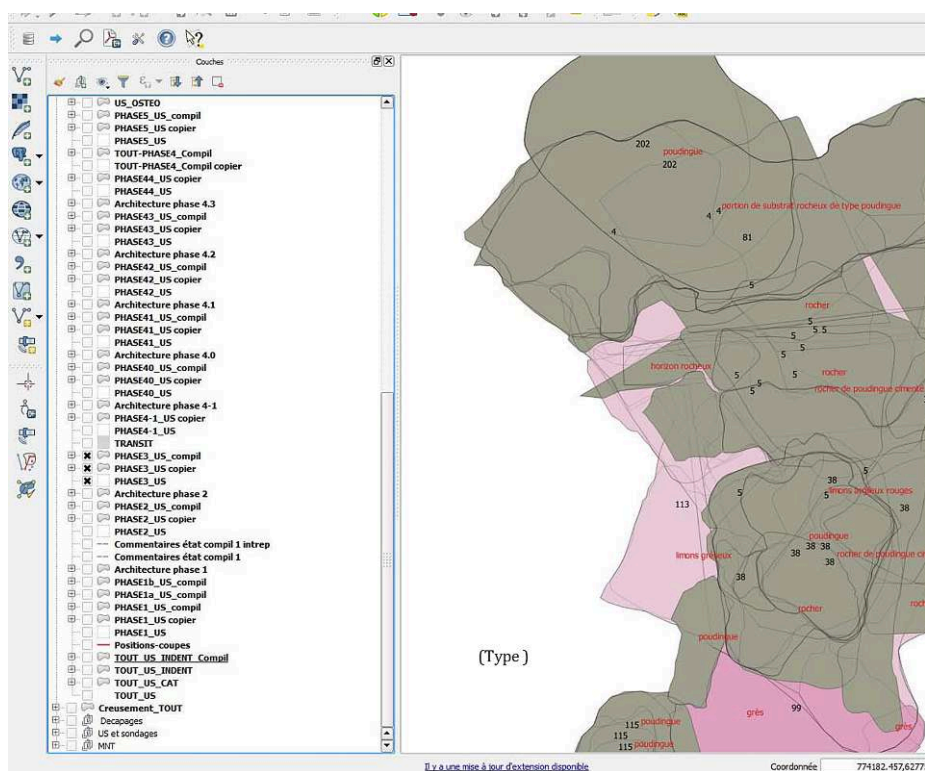 Couches
US_OSTEO
PHASE5_US_compil
PHASE5_US copier
PHASE5_US
TOUT-PHASE4_Compil
TOUT-PHASE4_Compil copier
PHASE44_US copier
PHASE44_US
Architecture phase 4.3
PHASE43_US_compil
PHASE43_US copier
PHASE43_US
Architecture phase 4.2
PHASE42_US_compil
PHASE42_US copier
PHASE42_US
Architecture phase 4.1
PHASE41_US_compil
PHASE41_US copier
PHASE41_US
Architecture phase 4.0
PHASE40_US_compil
PHASE40_US copier
PHASE40_US
Architecture phase 4-1
PHASE4-1_US copier
PHASE4-1_US
TRANSIT
PHASE3_US_compil
PHASE3_US copier
PHASE3_US
Architecture phase 2
PHASE2_US_compil
PHASE2_US copier
PHASE2_US
Commentaires état compil 1 intrep
Commentaires état compil 1
Architecture phase 1
PHASE1b_US_compil
PHASE1a_US_compil
PHASE1_US_compil
PHASE1_US copier
PHASE1_US
Positions-coupes
TOUT_US_INDENT_Compil
TOUT_US_INDENT
TOUT_US_CAT
TOUT_US
Creusement_TOUT
Decapages
US et sondages
MNT
202
poudingue
202
4 4 portion de substrat rocheux de type poudingue
4
81
5
rocher
5
5 5
5
5
horizon rocheux
5
5
rocher
5
5
rocher de poudingue cimenté
5
38
limons argileux rouges
5
5
113
38
poudingue
38 38
38
rocher de poudingue ci
38
limons gréseux
38
rocher
roch
poudingue
(Type )
grès
99
grès
115 poudingue
115
115 poudingue
Il y a une mise à jour d'extension disponible
Coordonnée
774182.457,6277